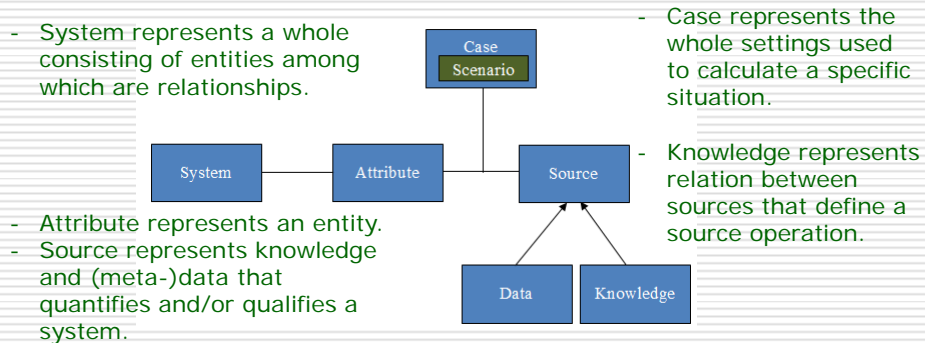 - System represents a whole
consisting of entities among
which are relationships.
Case
Scenario
- Case represents the
whole settings used
to calculate a specific
situation.
System
Attribute
Source
- Knowledge represents
relation between
sources that define a
source operation.
- Attribute represents an entity.
- Source represents knowledge
and (meta-)data that
quantifies and/or qualifies a
system.
Data
Knowledge